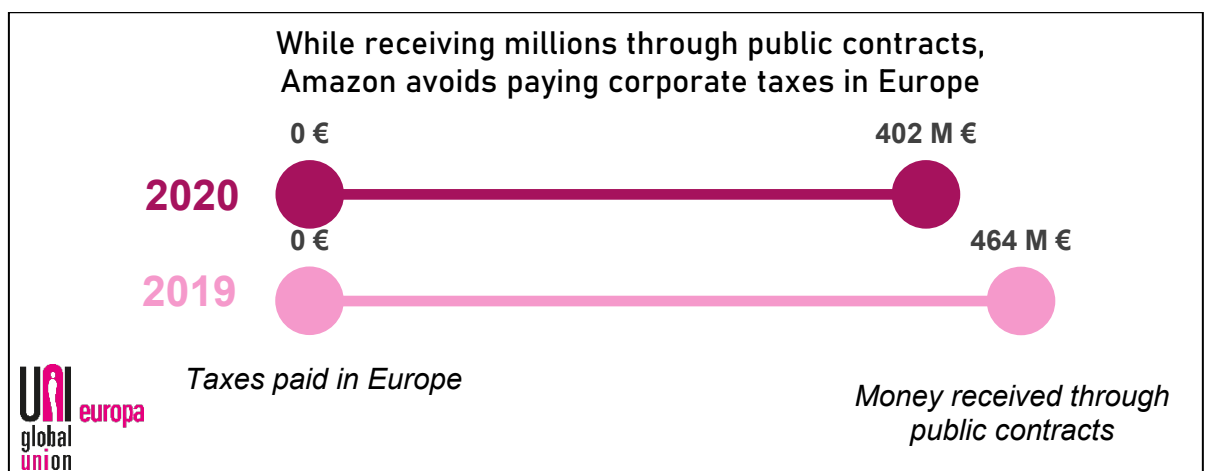 While receiving millions through public contracts,
Amazon avoids paying corporate taxes in Europe
0 €
402 M €
2020
0 €
464 M €
2019
Taxes paid in Europe
Money received through
public contracts
UNI europa
global
union